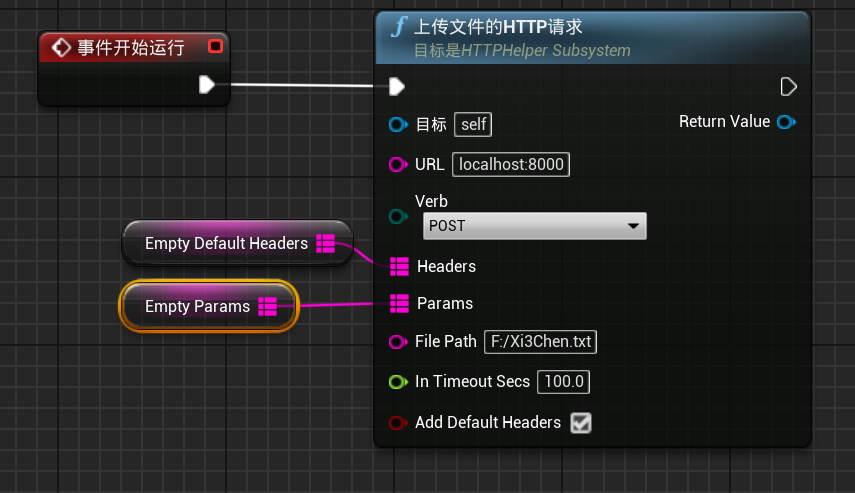 事件开始运行
上传文件的HTTP请求
目标是HTTPHelper Subsystem
目标 self
Return Value
URL localhost:8000
Verb
POST
Empty Default Headers
Headers
Empty Params
Params
File Path F:/Xi3Chen.txt
In Timeout Secs 100.0
Add Default Headers